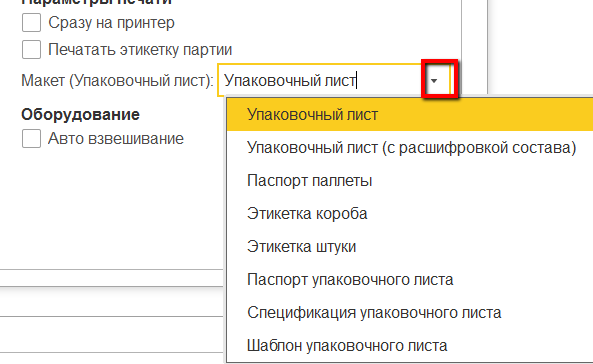 Параметры печати
Сразу на принтер
Печатать этикетку партии
Макет (Упаковочный лист): Упаковочный лист
Оборудование
Авто взвешивание
Упаковочный лист
Упаковочный лист (с расшифровкой состава)
Паспорт паллеты
Этикетка короба
Этикетка штуки
Паспорт упаковочного листа
Спецификация упаковочного листа
Шаблон упаковочного листа